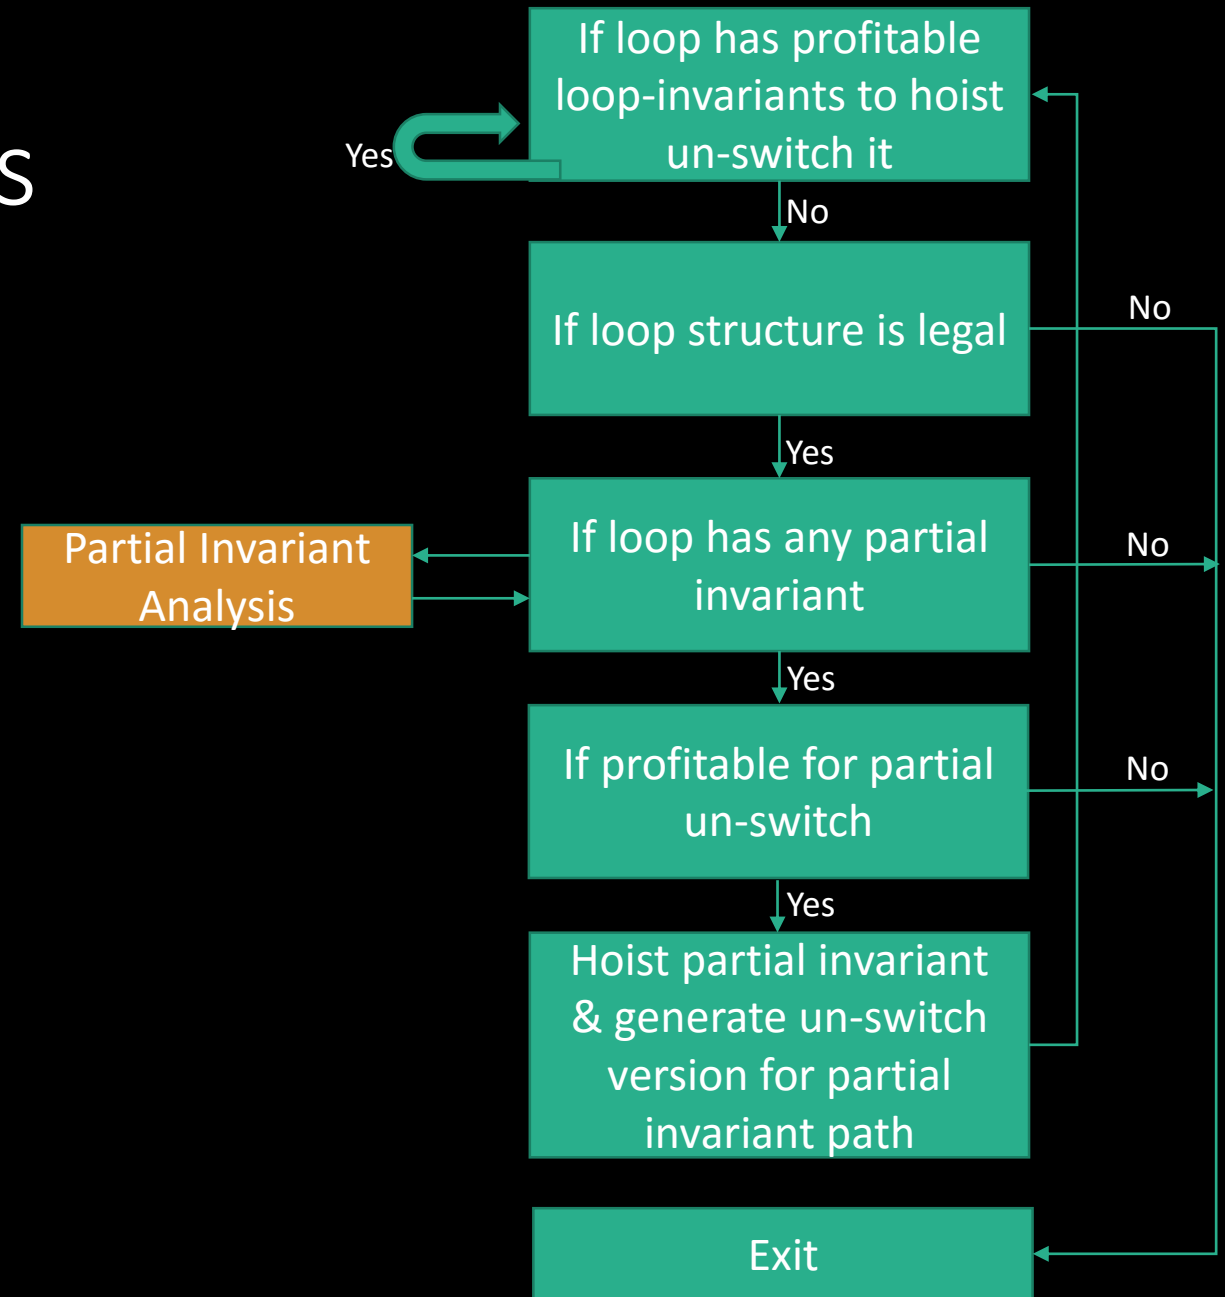 If loop has profitable
loop-invariants to hoist
un-switch it
Yes
S
No
If loop structure is legal
No
Yes
If loop has any partial
invariant
No
Partial Invariant
Analysis
Yes
If profitable for partial
un-switch
No
Yes
Hoist partial invariant
& generate un-switch
version for partial
invariant path
Exit